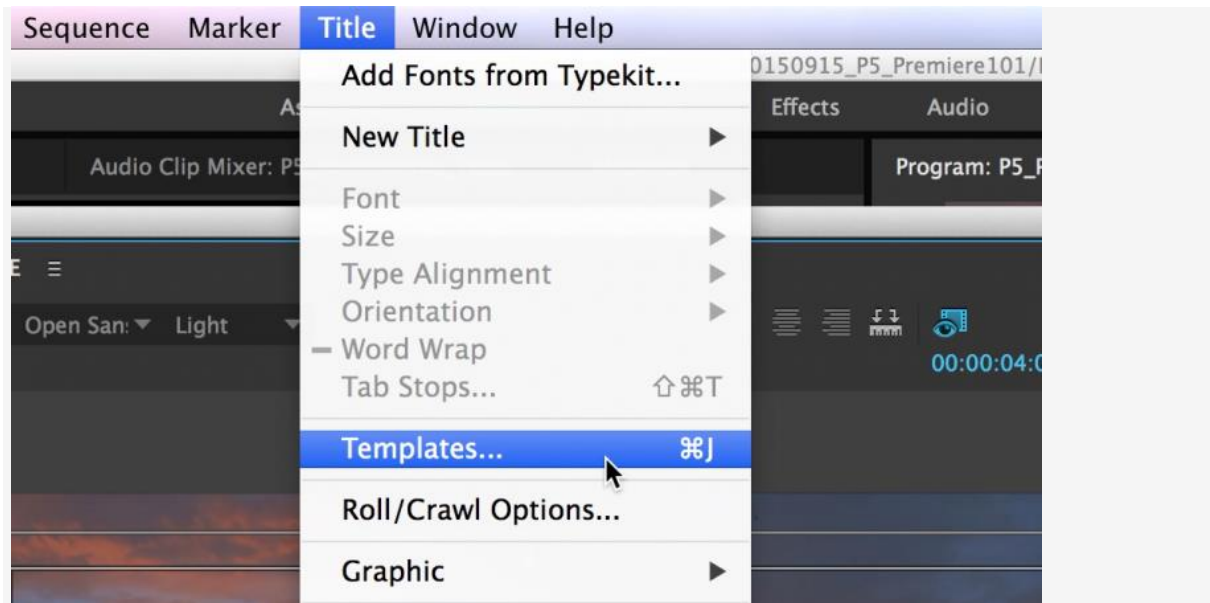 Sequence Marker Title Window Help
Add Fonts from Typekit...
0150915_P5_Premiere101/
Effects Audio
New Title
Audio Clip Mixer: P5
Program: P5_
Font
Size
Type Alignment
Orientation
Open San: Light
Word Wrap
00:00:04:0
Tab Stops... ⇧⌘T
Templates... ⌘J
Roll/Crawl Options...
Graphic